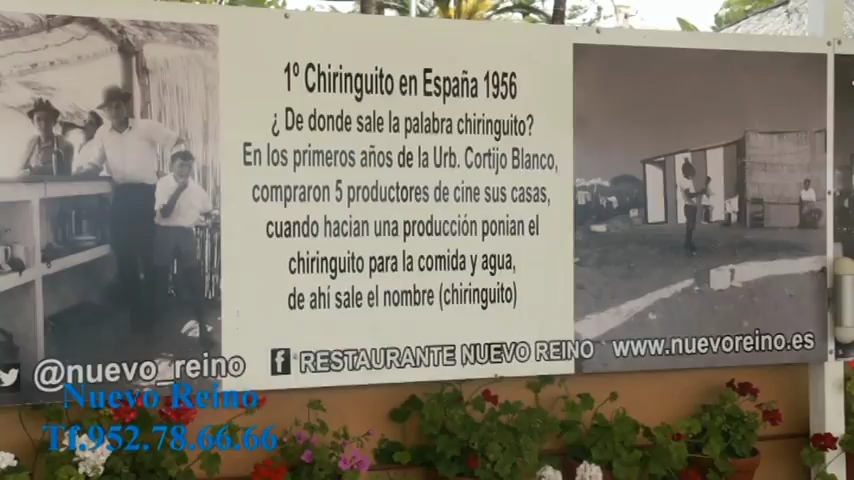 1º Chiringuito en España 1956
¿ De donde sale la palabra chiringuito?
En los primeros años de la Urb. Cortijo Blanco,
compraron 5 productores de cine sus casas,
cuando hacian una producción ponian el
chiringuito para la comida y agua,
de ahí sale el nombre (chiringuito)
@nuevo_reino
f RESTAURANTE NUEVO REINO
www.nuevoreino.es
Nuevo Reino
Tf.952.78.66.66